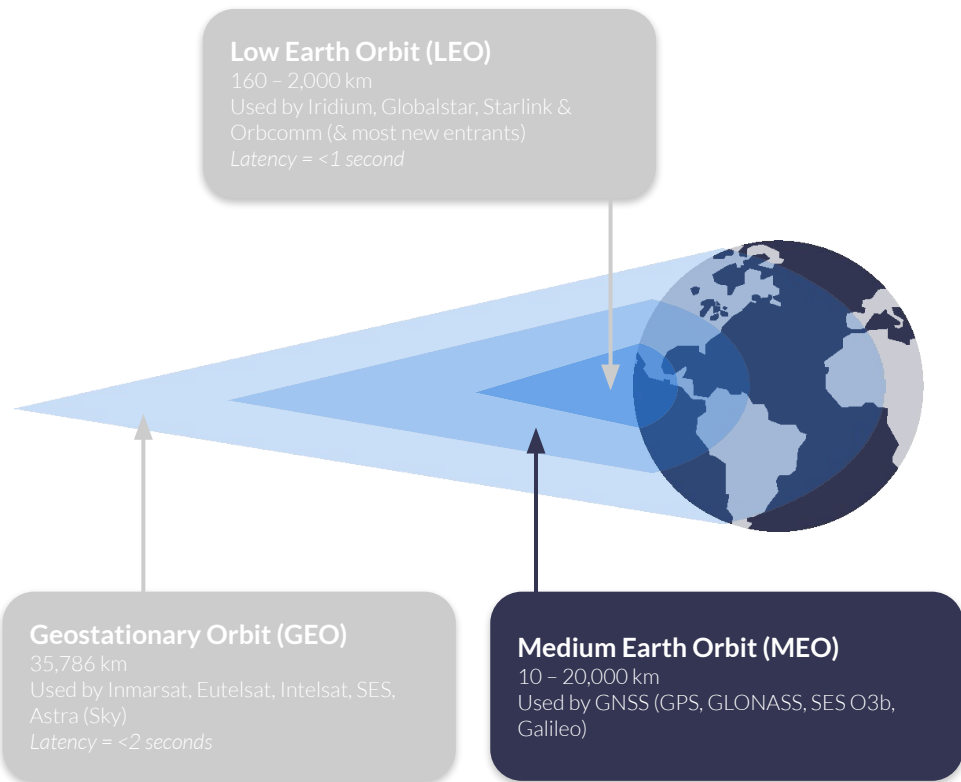 Low Earth Orbit (LEO)
160 – 2,000 km
Used by Iridium, Globalstar, Starlink &
Orbcomm (& most new entrants)
Latency = <1 second
Geostationary Orbit (GEO)
35,786 km
Used by Inmarsat, Eutelsat, Intelsat, SES,
Astra (Sky)
Latency = <2 seconds
Medium Earth Orbit (MEO)
10 – 20,000 km
Used by GNSS (GPS, GLONASS, SES O3b,
Galileo)